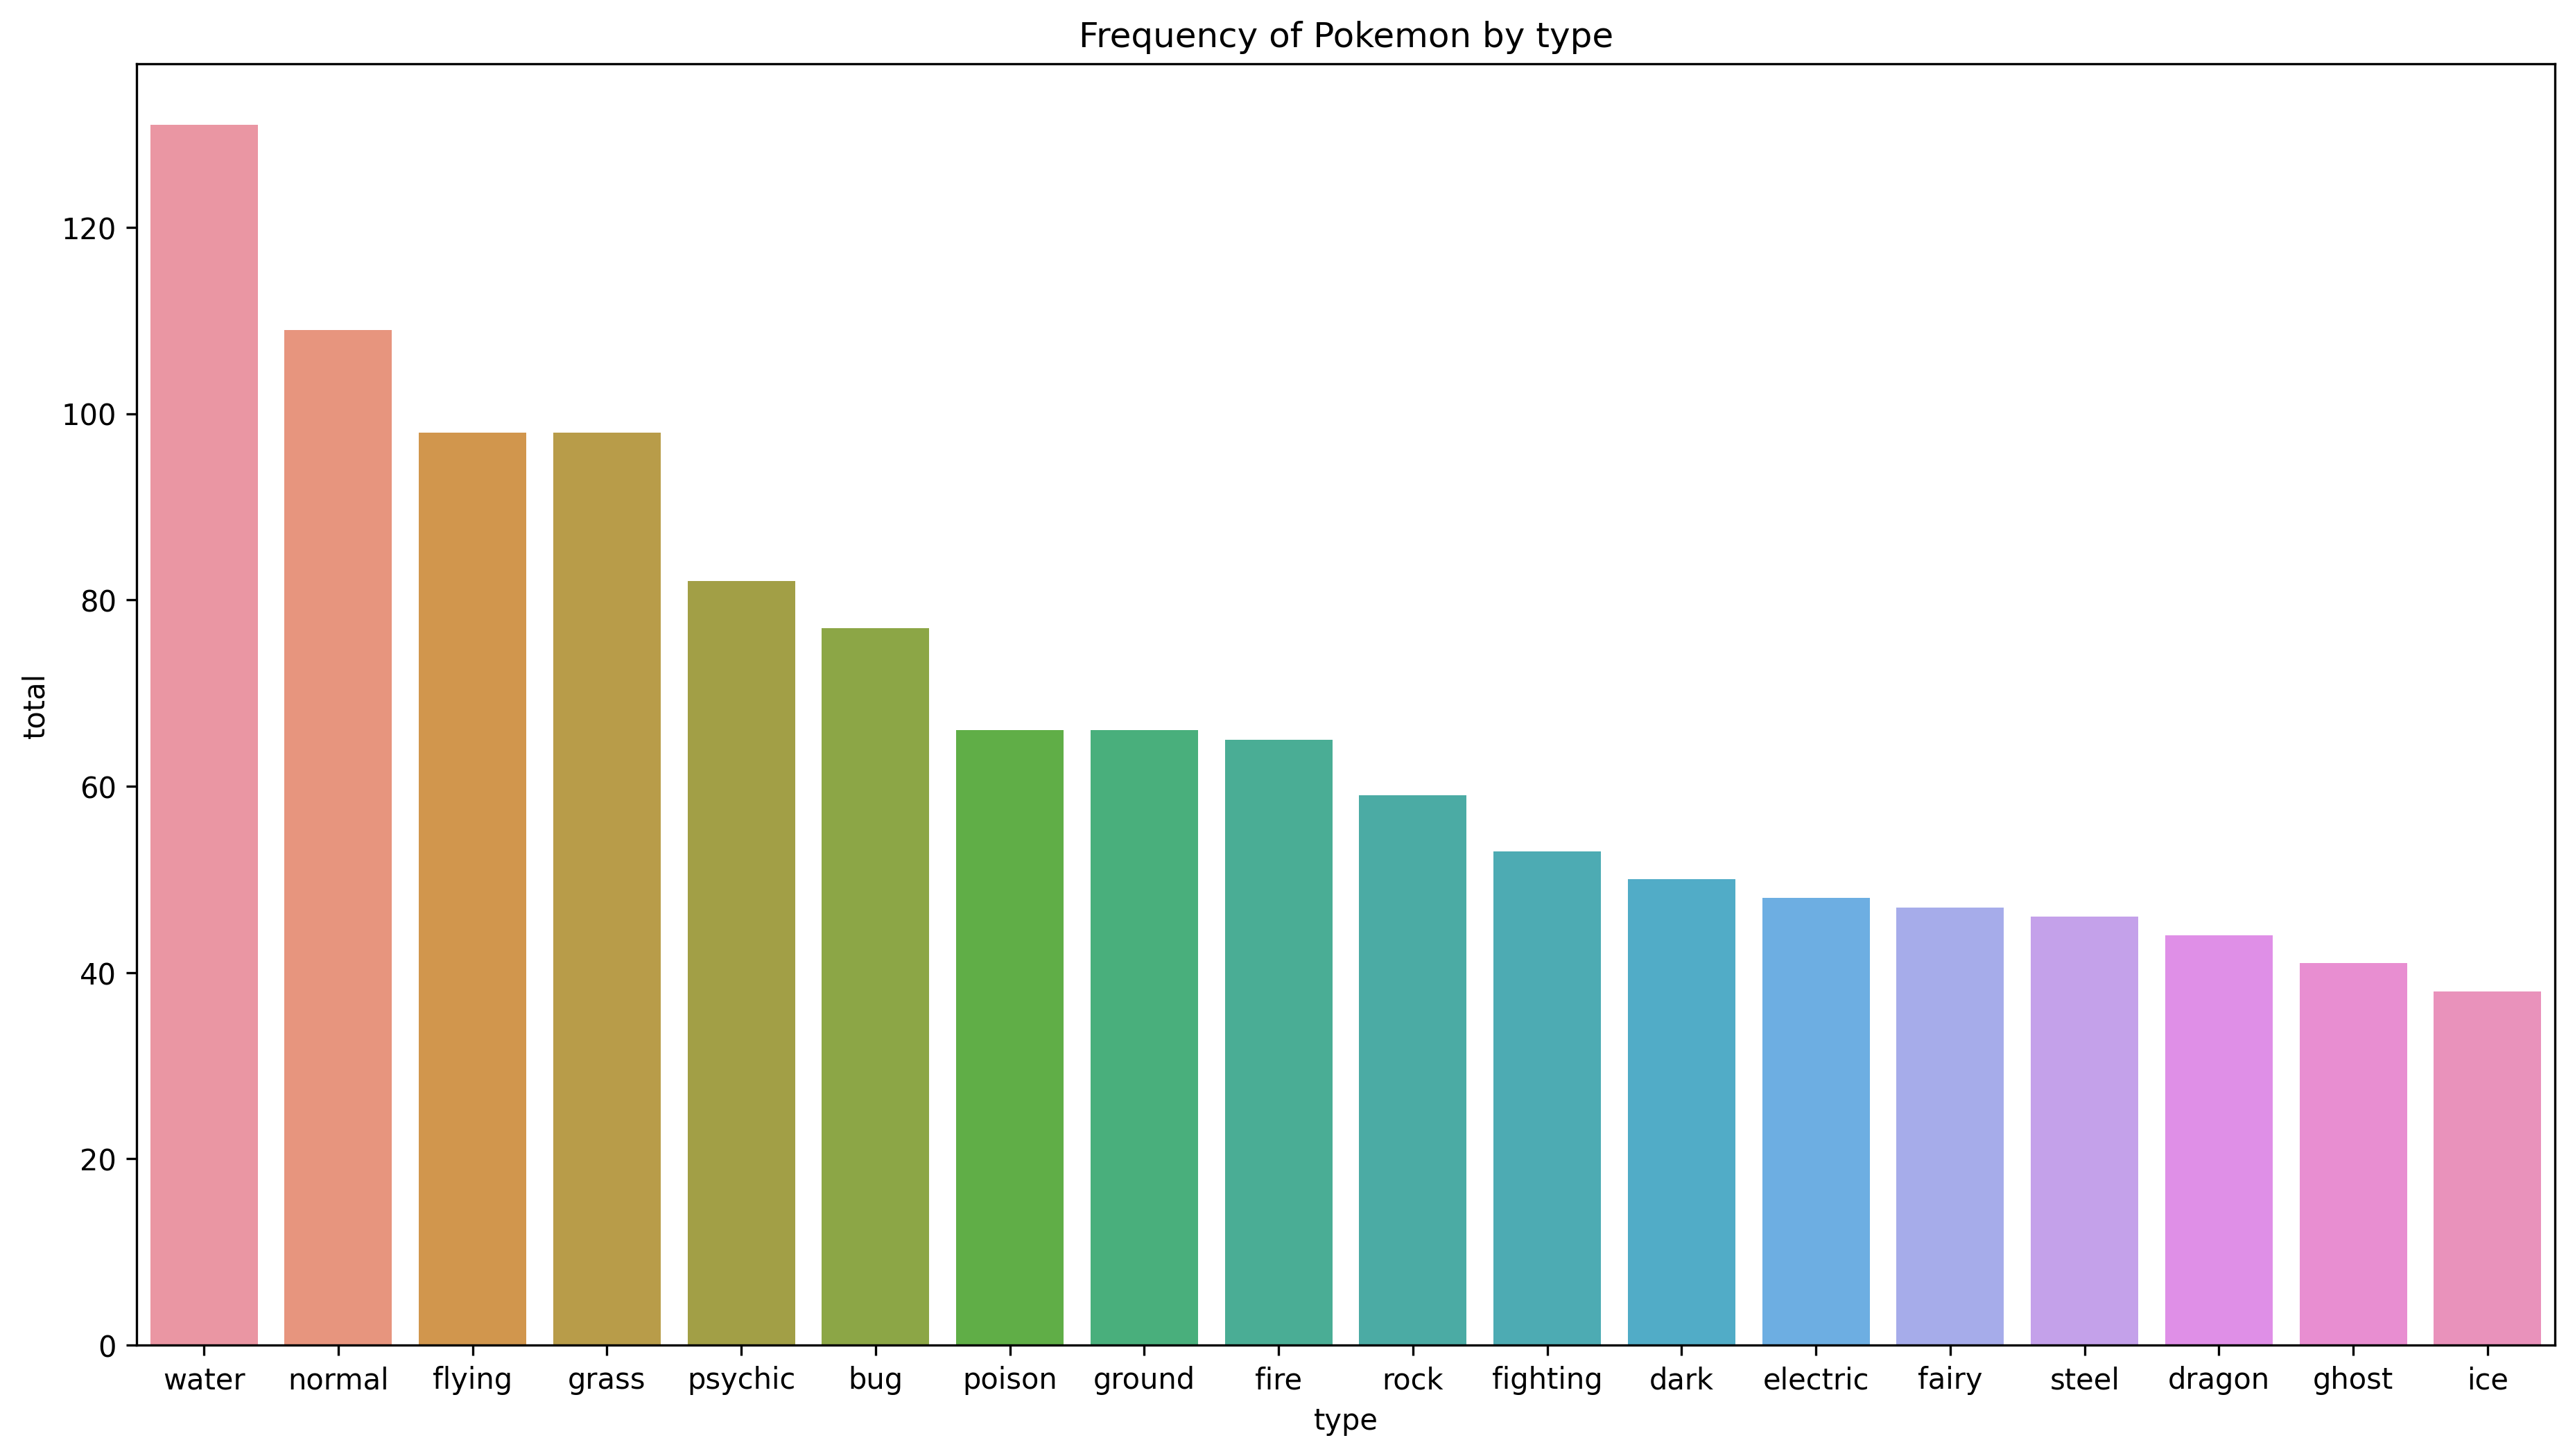 Frequency of Pokemon by type
total
120
100
80
60
40
20
0
water normal flying grass psychic bug poison ground fire rock fighting dark electric fairy steel dragon ghost ice
type